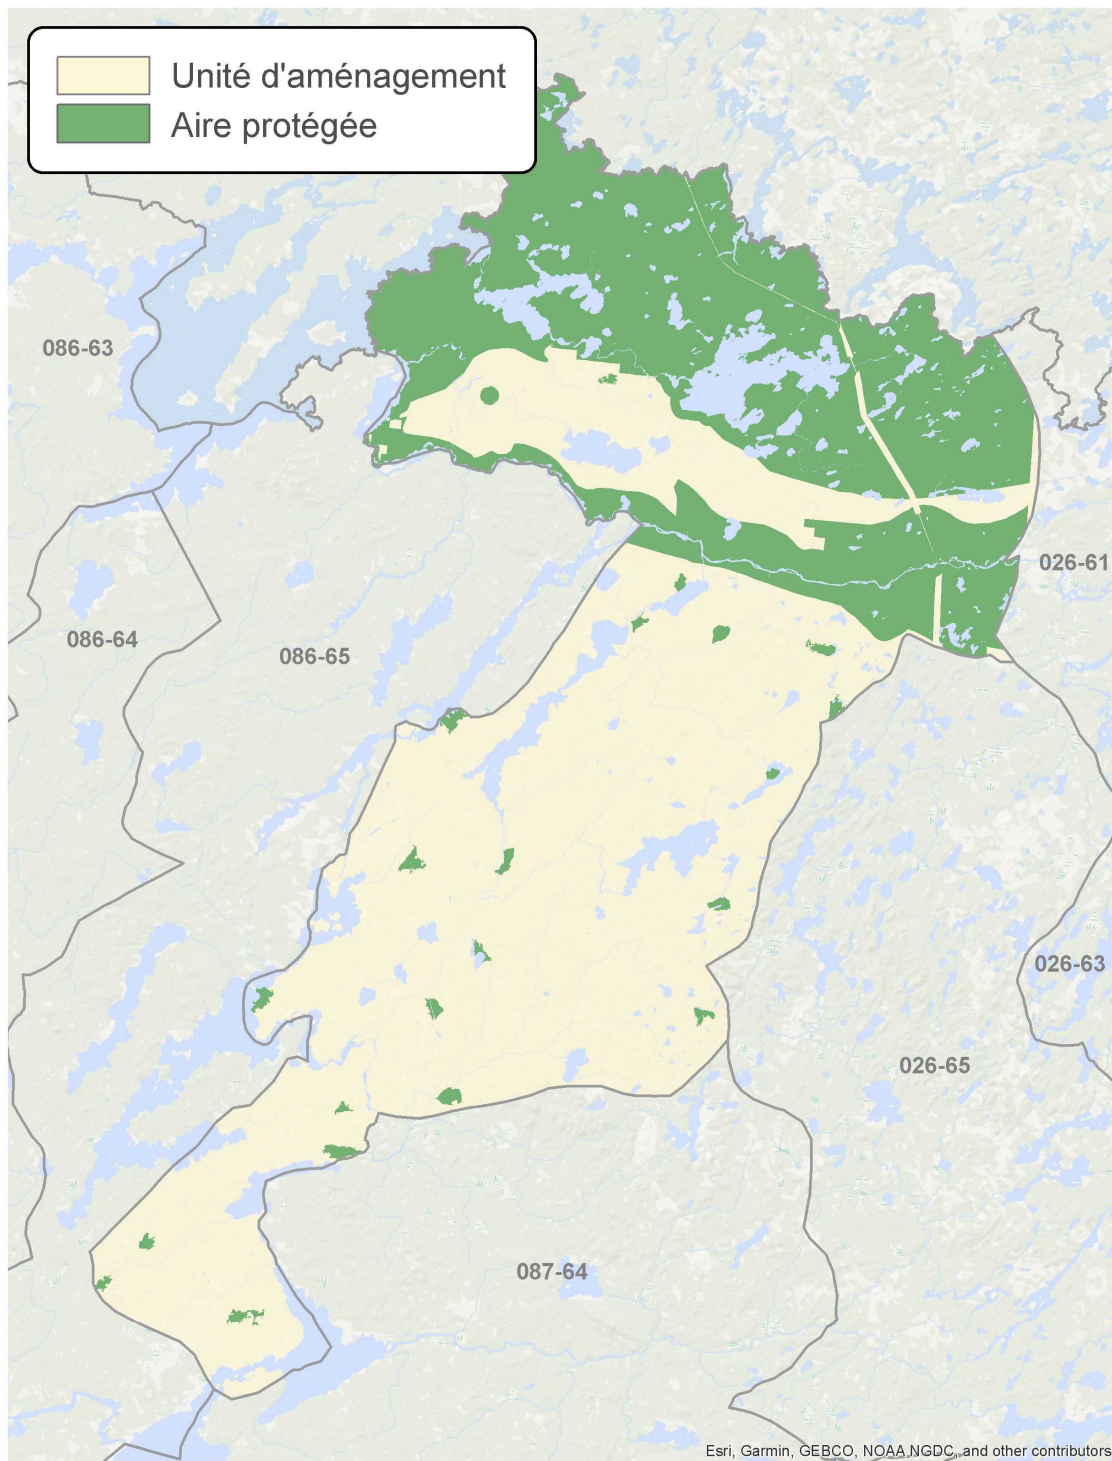 Unité d'aménagement
Aire protégée
086-63
026-61
086-64
086-65
026-63
026-65
087-64
Esri, Garmin, GEBCO, NOAA NGDC, and other contributors